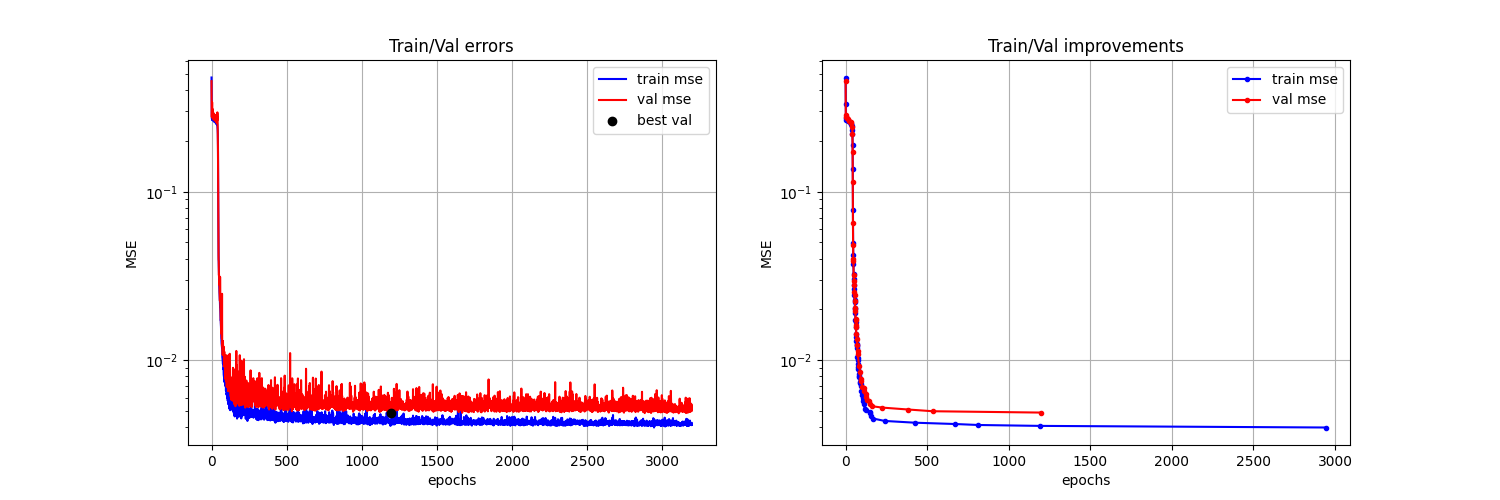 Train/Val errors
train mse
val mse
best val
10⁻¹
10⁻²
MSE
0 500 1000 1500 2000 2500 3000
epochs
Train/Val improvements
train mse
val mse
10⁻¹
10⁻²
MSE
0 500 1000 1500 2000 2500 3000
epochs